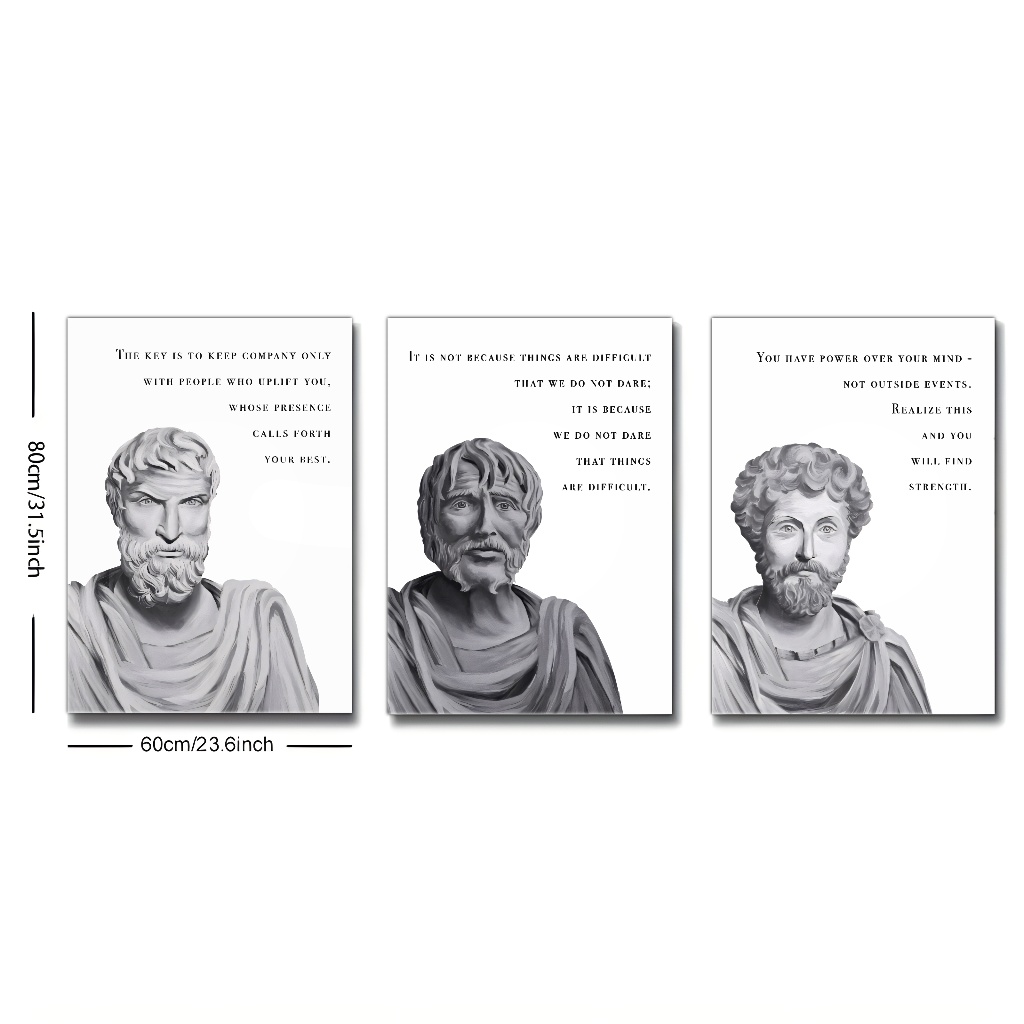 The key is to keep company only
with people who uplift you,
whose presence
calls forth
your best.
It is not because things are difficult
that we do not dare;
it is because
we do not dare
that things
are difficult.
You have power over your mind -
not outside events.
Realize this
and you
will find
strength.
80cm/31.5inch
60cm/23.6inch